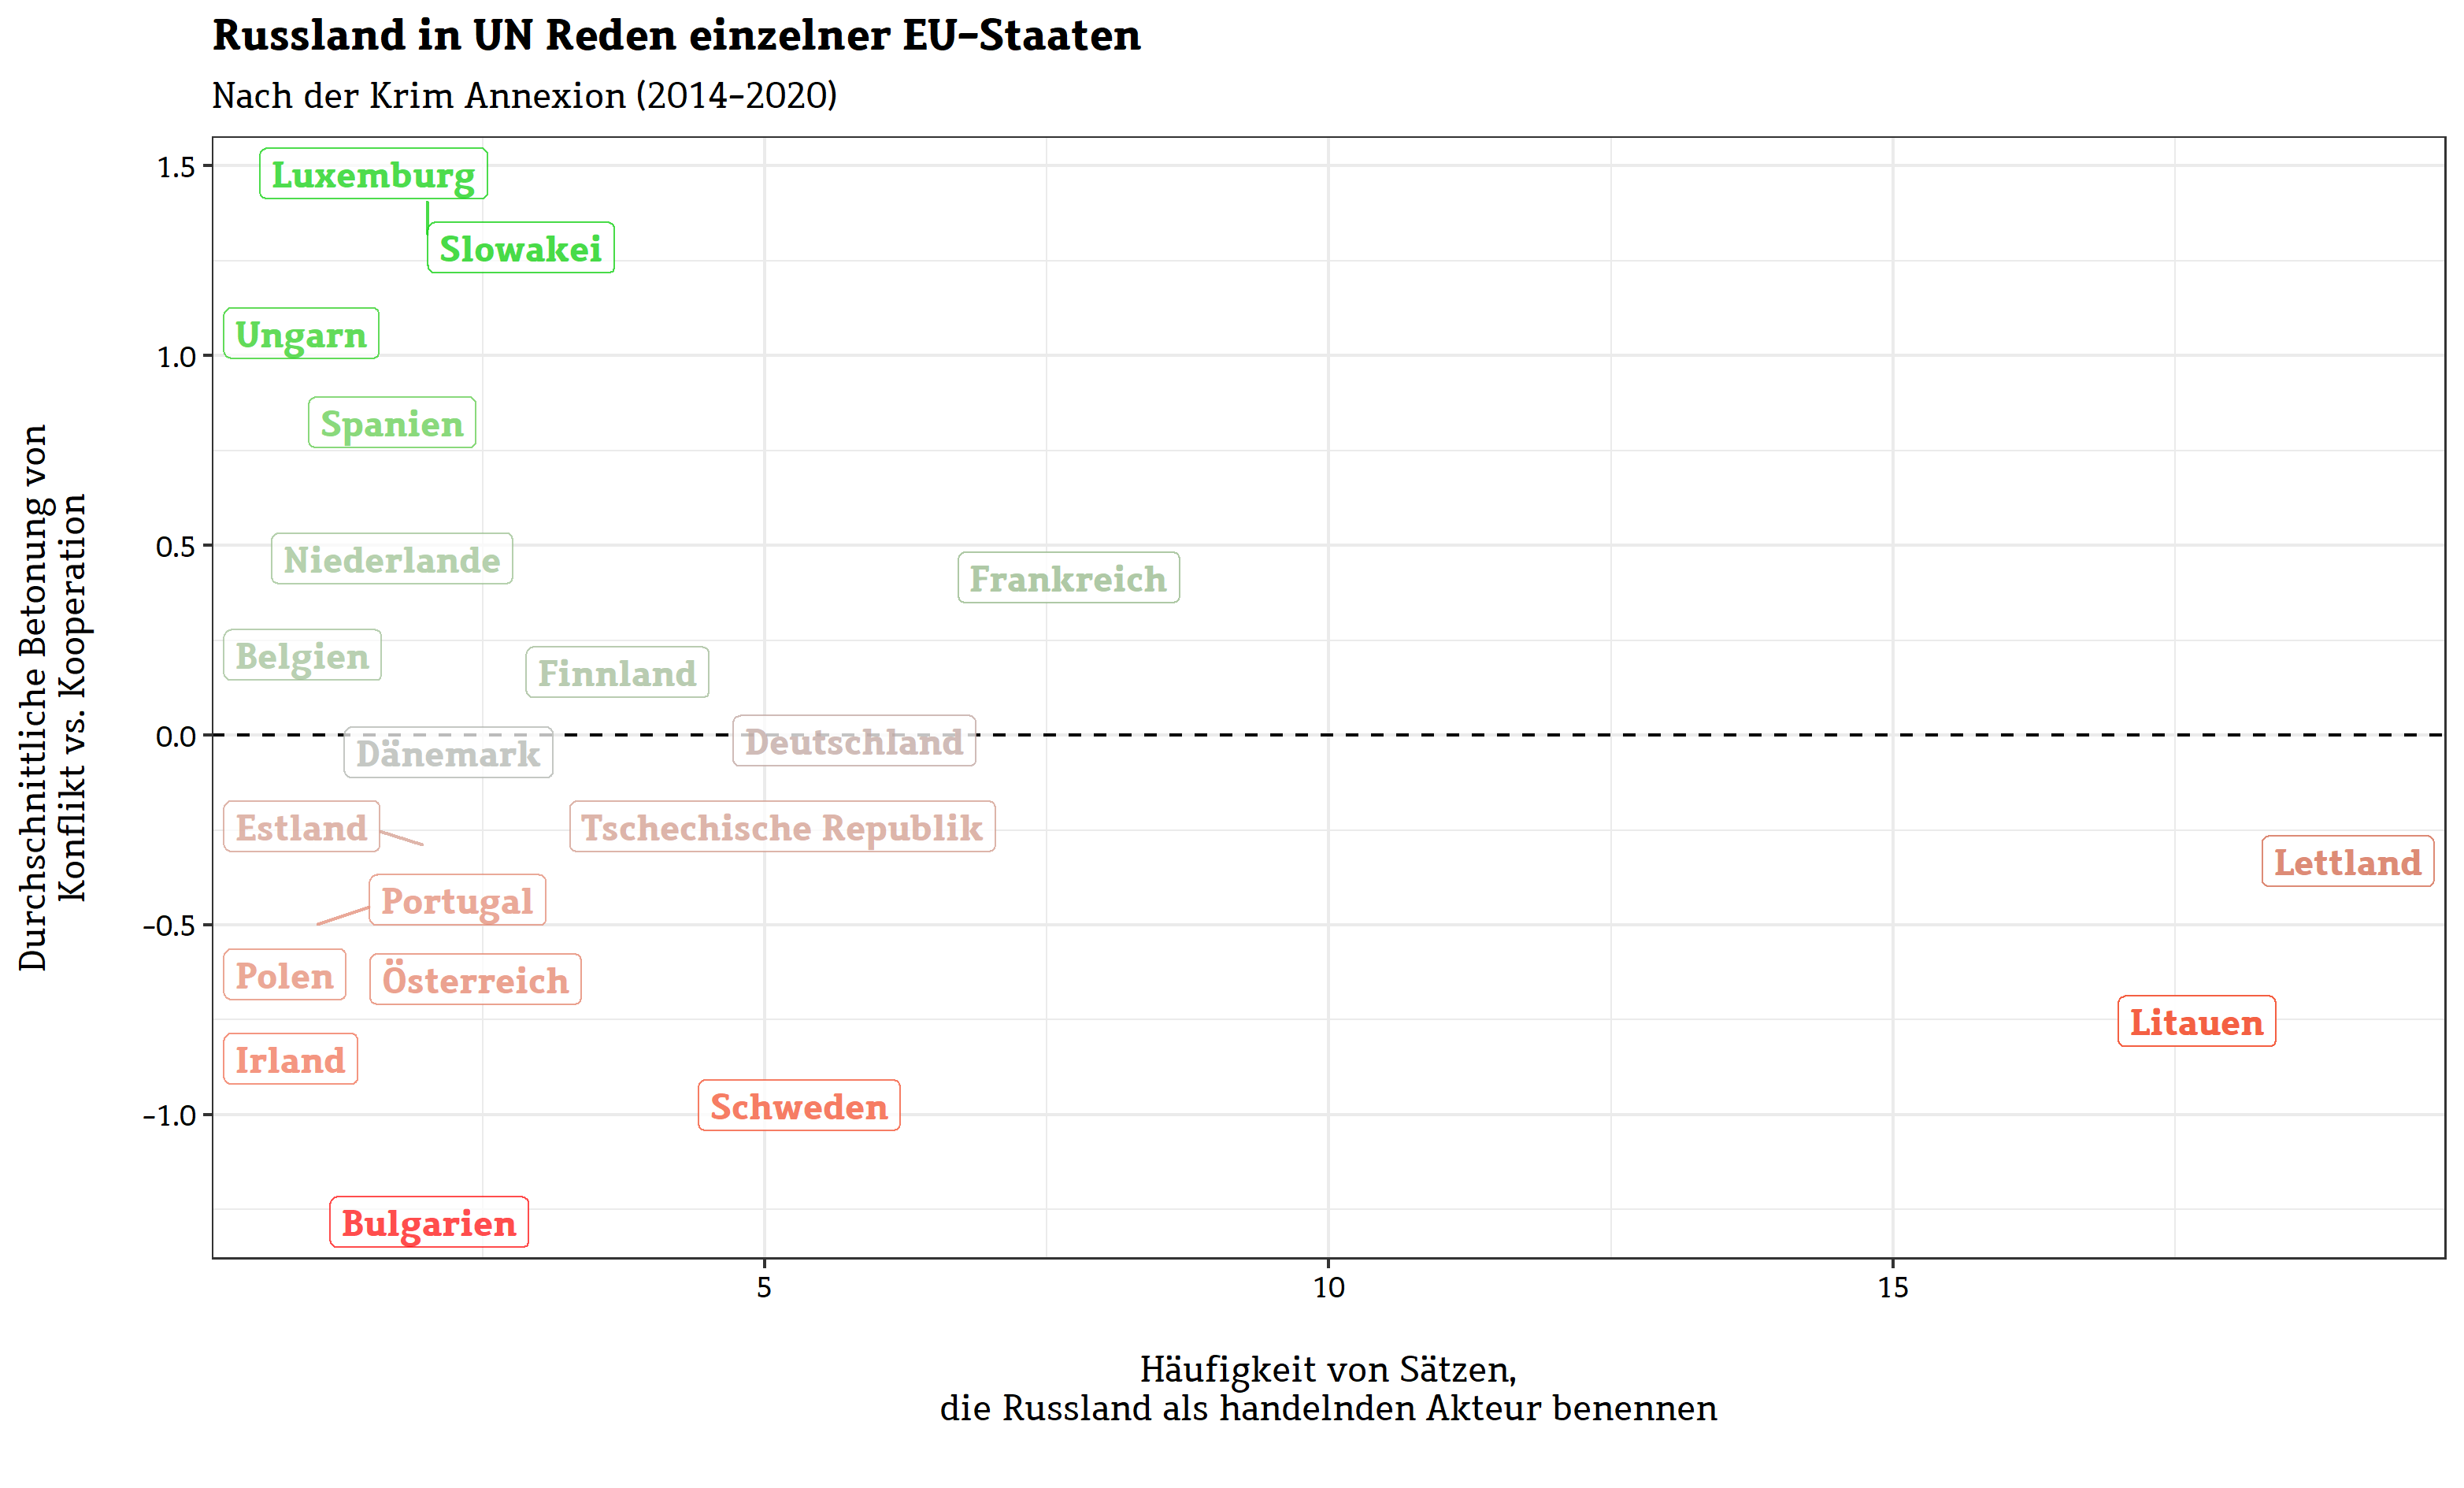 Russland in UN Reden einzelner EU-Staaten
Nach der Krim Annexion (2014-2020)
Durchschnittliche Betonung von
Konflikt vs. Kooperation
1.5
1.0
0.5
0.0
-0.5
-1.0
Luxemburg
Slowakei
Ungarn
Spanien
Niederlande
Frankreich
Belgien
Finnland
Dänemark
Deutschland
Estland
Tschechische Republik
Lettland
Portugal
Polen
Österreich
Litauen
Irland
Schweden
Bulgarien
5
10
15
Häufigkeit von Sätzen,
die Russland als handelnden Akteur benennen